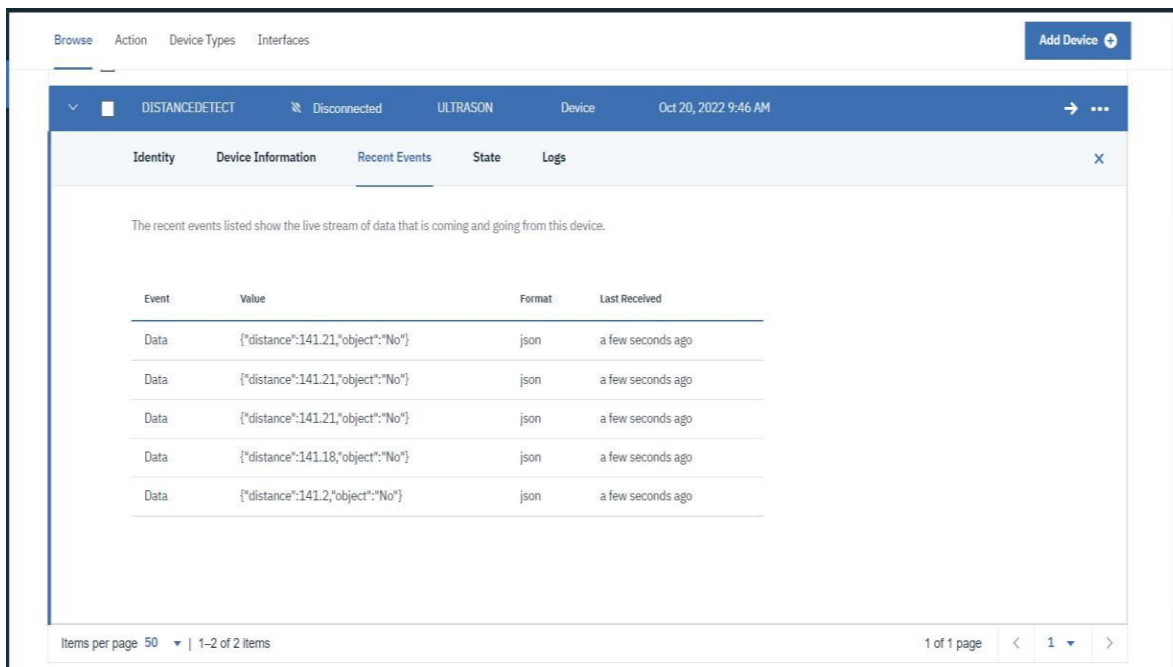 Browse Action Device Types Interfaces Add Device
DISTANCEDETECT Disconnected ULTRASON Device Oct 20, 2022 9:46 AM
Identity Device Information Recent Events State Logs
The recent events listed show the live stream of data that is coming and going from this device.
Event Value Format Last Received
Data {"distance":141.21,"object":"No"} json a few seconds ago
Data {"distance":141.21,"object":"No"} json a few seconds ago
Data {"distance":141.21,"object":"No"} json a few seconds ago
Data {"distance":141.18,"object":"No"} json a few seconds ago
Data {"distance":141.2,"object":"No"} json a few seconds ago
Items per page 50 | 1–2 of 2 items 1 of 1 page 1